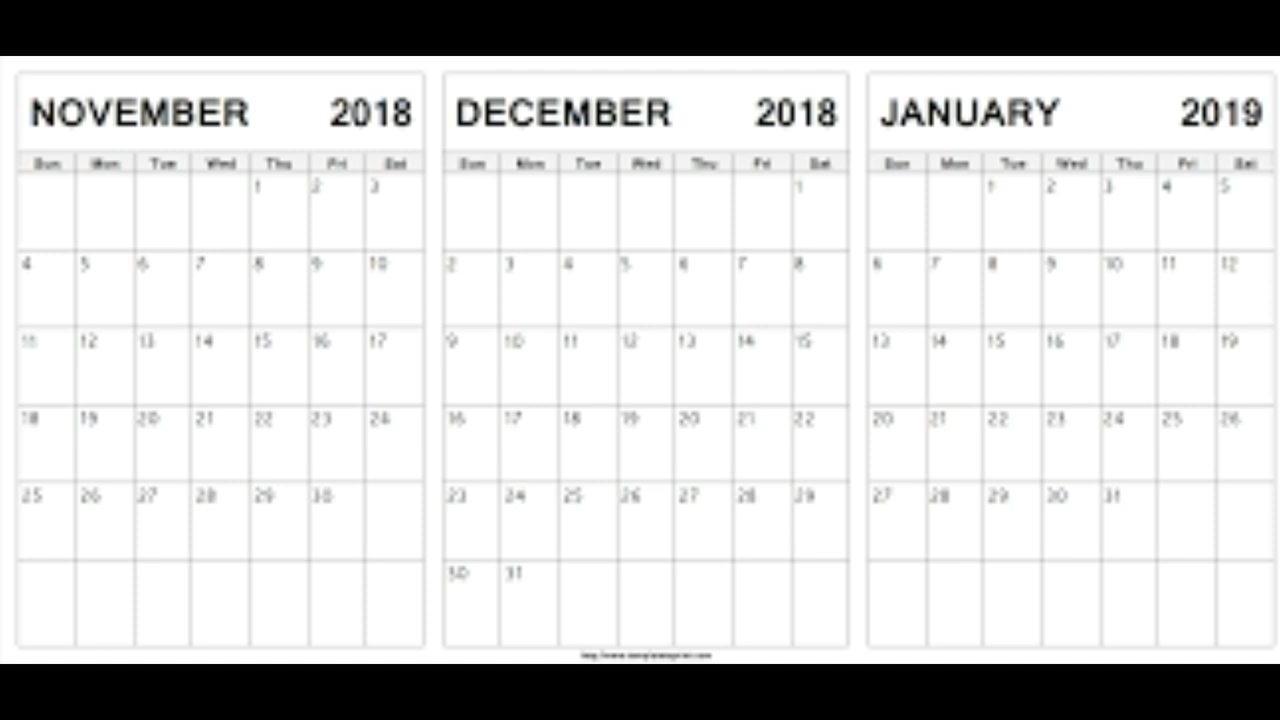 NOVEMBER 2018
Sun Mon Tue Wed Thu Fri Sat
1 2 3
4 5 6 7 8 9 10
11 12 13 14 15 16 17
18 19 20 21 22 23 24
25 26 27 28 29 30
DECEMBER 2018
Sun Mon Tue Wed Thu Fri Sat
1
2 3 4 5 6 7 8
9 10 11 12 13 14 15
16 17 18 19 20 21 22
23 24 25 26 27 28 29
30 31
JANUARY 2019
Sun Mon Tue Wed Thu Fri Sat
1 2 3 4 5
6 7 8 9 10 11 12
13 14 15 16 17 18 19
20 21 22 23 24 25 26
27 28 29 30 31